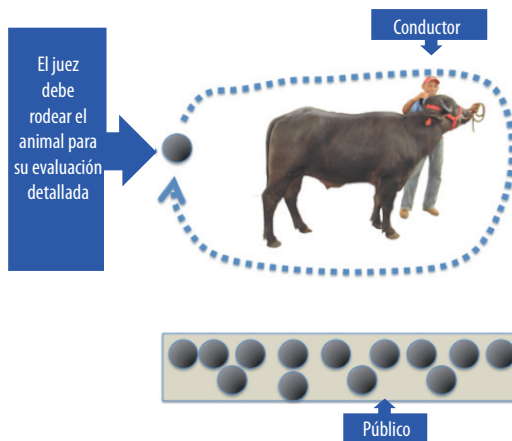 Conductor
El juez
debe
rodear el
animal para
su evaluación
detallada
Público